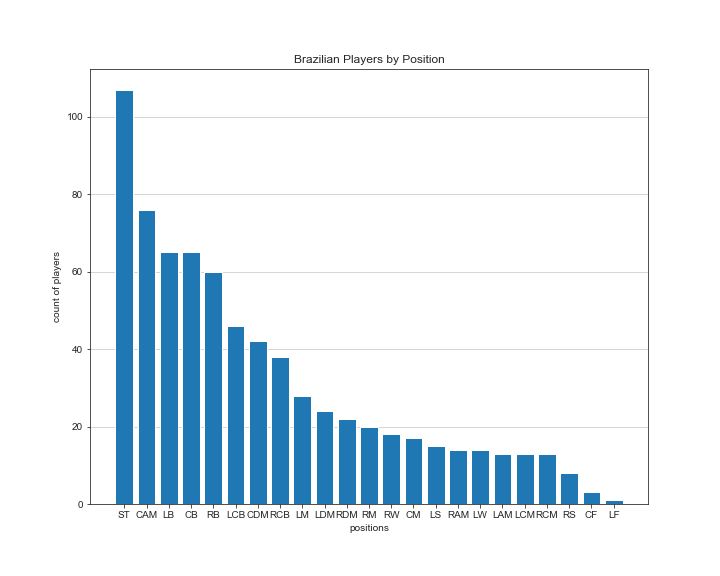 Brazilian Players by Position
100
80
60
40
20
0
count of players
ST CAM LB CB RB LCB CDM RCB LM LDM RDM RM RW CM LS RAM LW LAM LCM RCM RS CF LF
positions